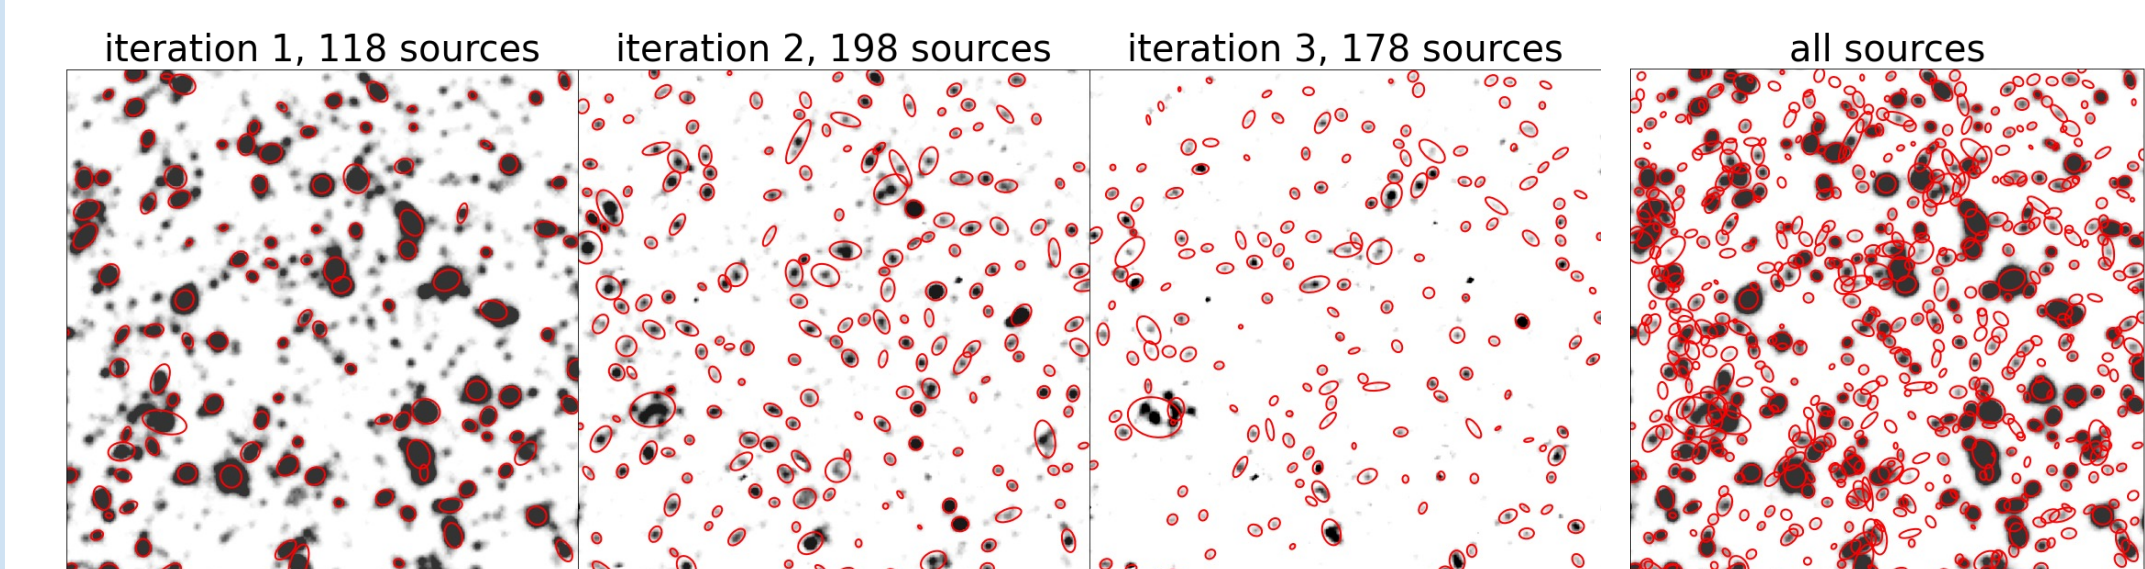 iteration 1, 118 sources
iteration 2, 198 sources
iteration 3, 178 sources
all sources